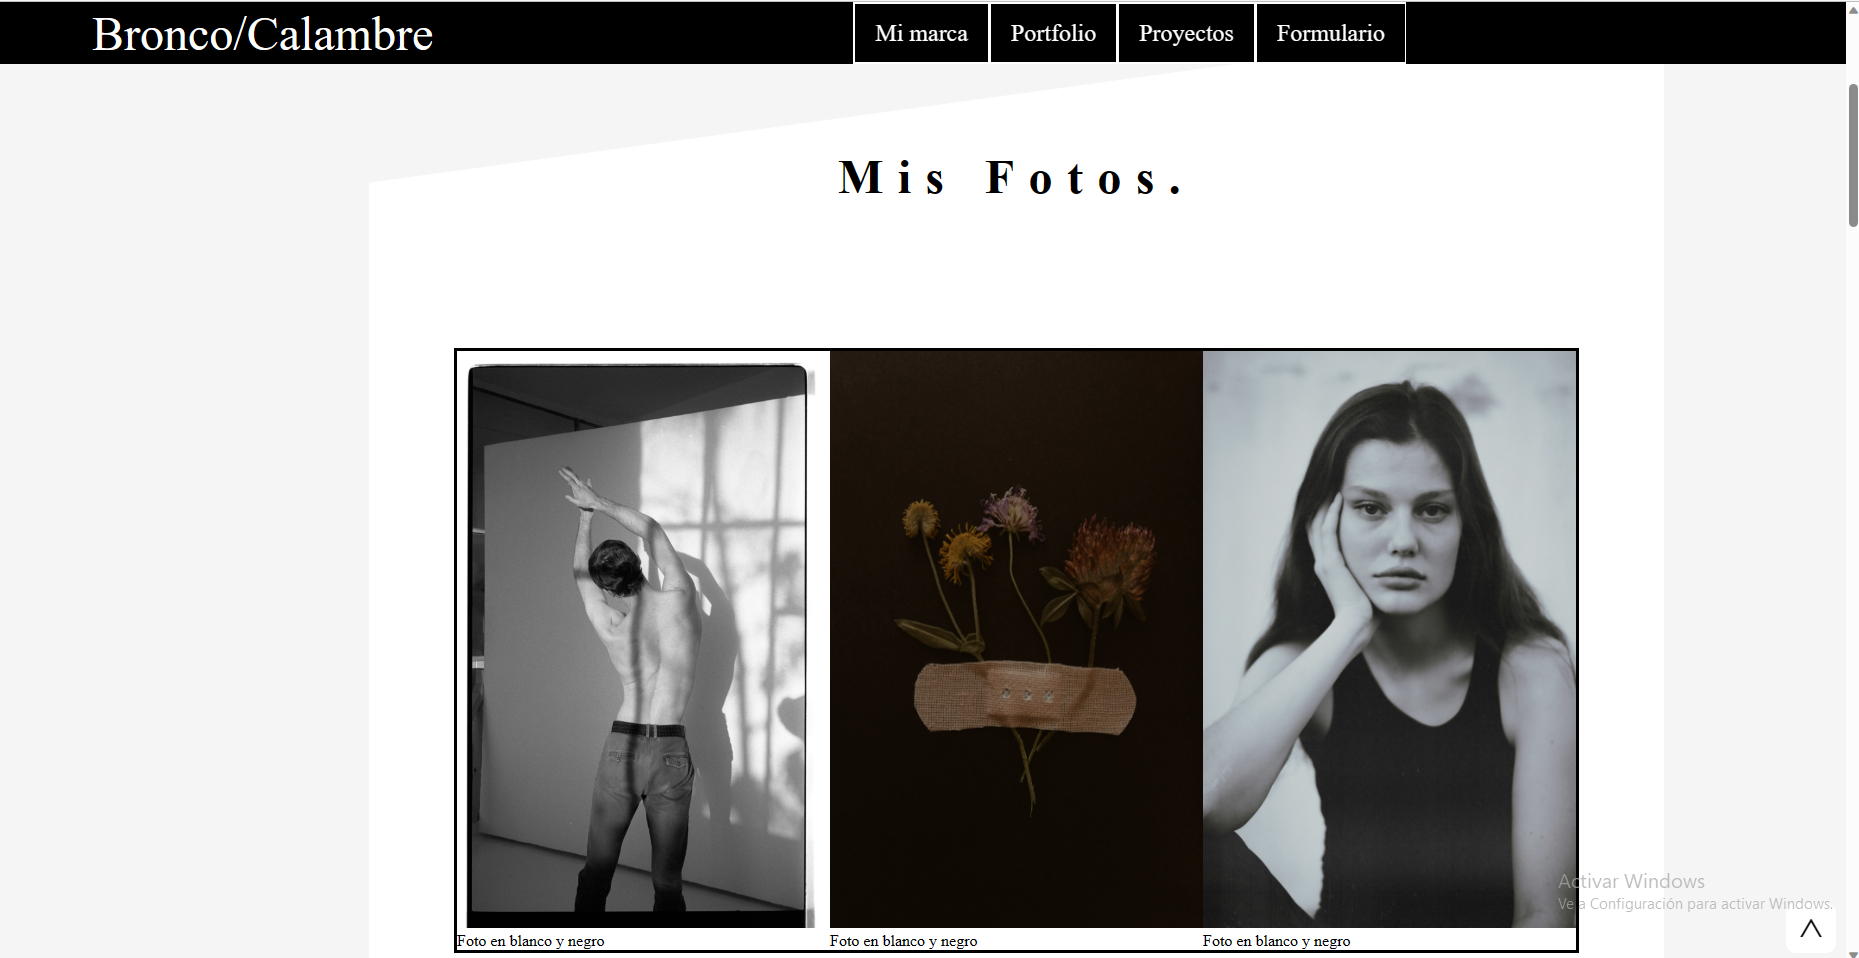 Bronco/Calambre
Mi marca
Portfolio
Proyectos
Formulario
Mis Fotos.
Foto en blanco y negro
Foto en blanco y negro
Foto en blanco y negro
Activar Windows
Ve a Configuración para activar Windows.